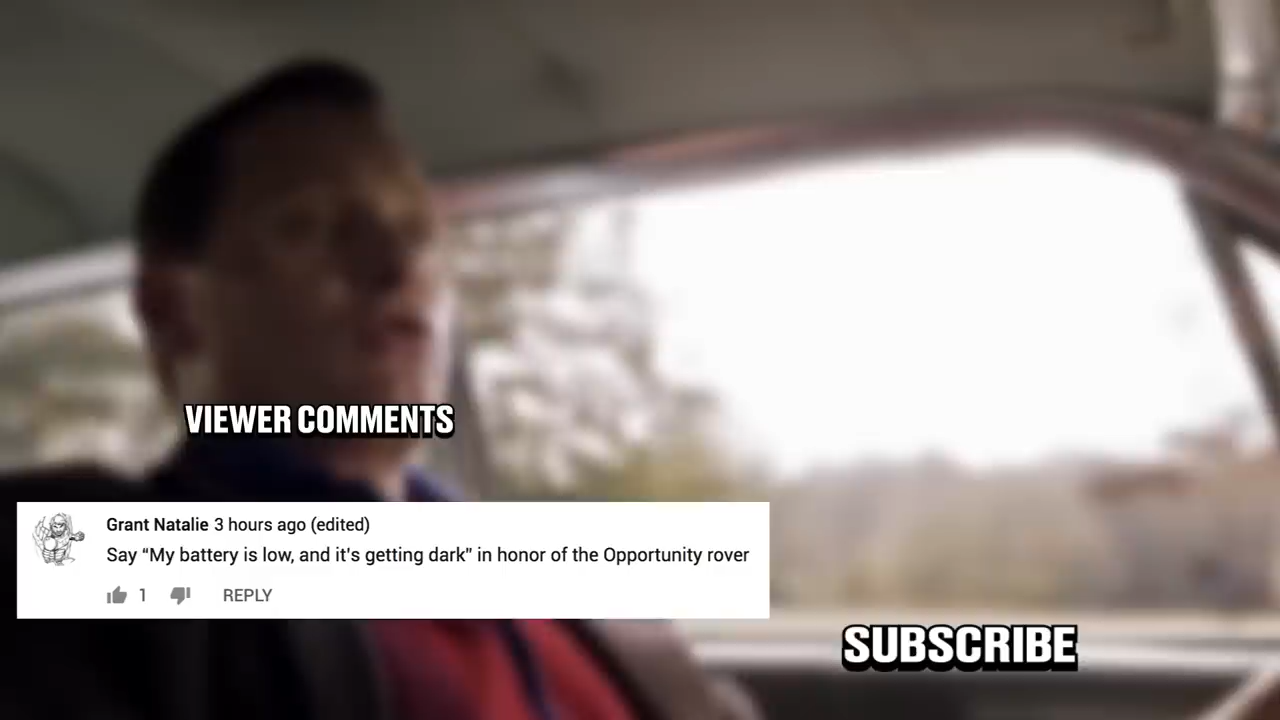 VIEWER COMMENTS
Grant Natalie 3 hours ago (edited)
Say “My battery is low, and it's getting dark” in honor of the Opportunity rover
1 REPLY
SUBSCRIBE